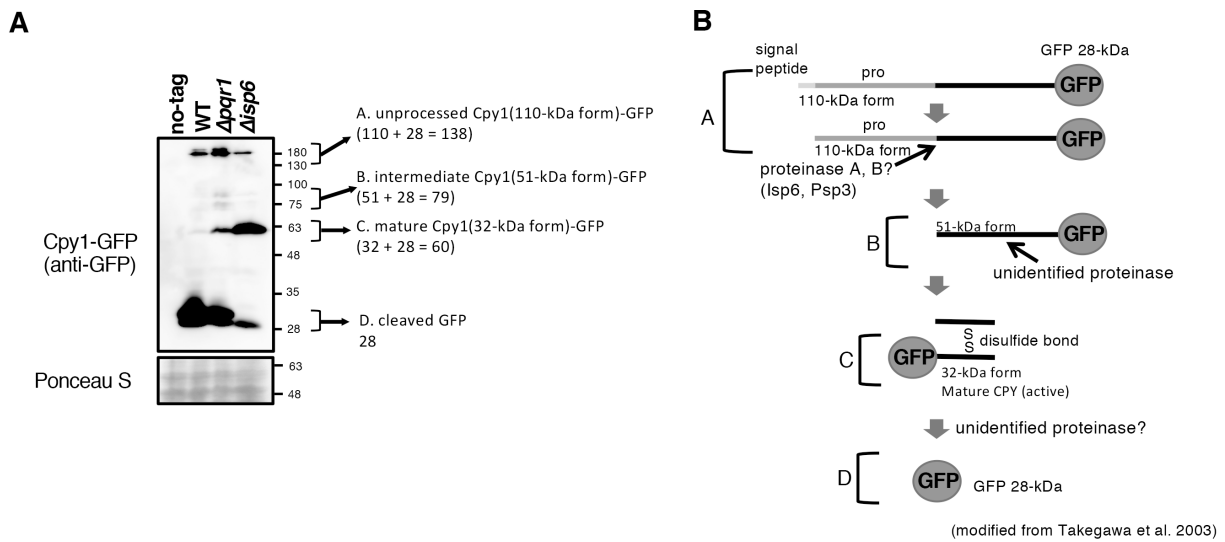 A
no-tag
WT
Δpqr1
Δisp6
180
130
100
75
63
48
35
28
Cpy1-GFP
(anti-GFP)
A. unprocessed Cpy1(110-kDa form)-GFP
(110 + 28 = 138)
B. intermediate Cpy1(51-kDa form)-GFP
(51 + 28 = 79)
C. mature Cpy1(32-kDa form)-GFP
(32 + 28 = 60)
D. cleaved GFP
28
Ponceau S
63
48
B
signal
peptide
pro
GFP 28-kDa
GFP
110-kDa form
A
pro
GFP
110-kDa form
proteinase A, B?
(Isp6, Psp3)
B
51-kDa form
GFP
unidentified proteinase
C
S
S
disulfide bond
GFP
32-kDa form
Mature CPY (active)
unidentified proteinase?
D
GFP
GFP 28-kDa
(modified from Takegawa et al. 2003)